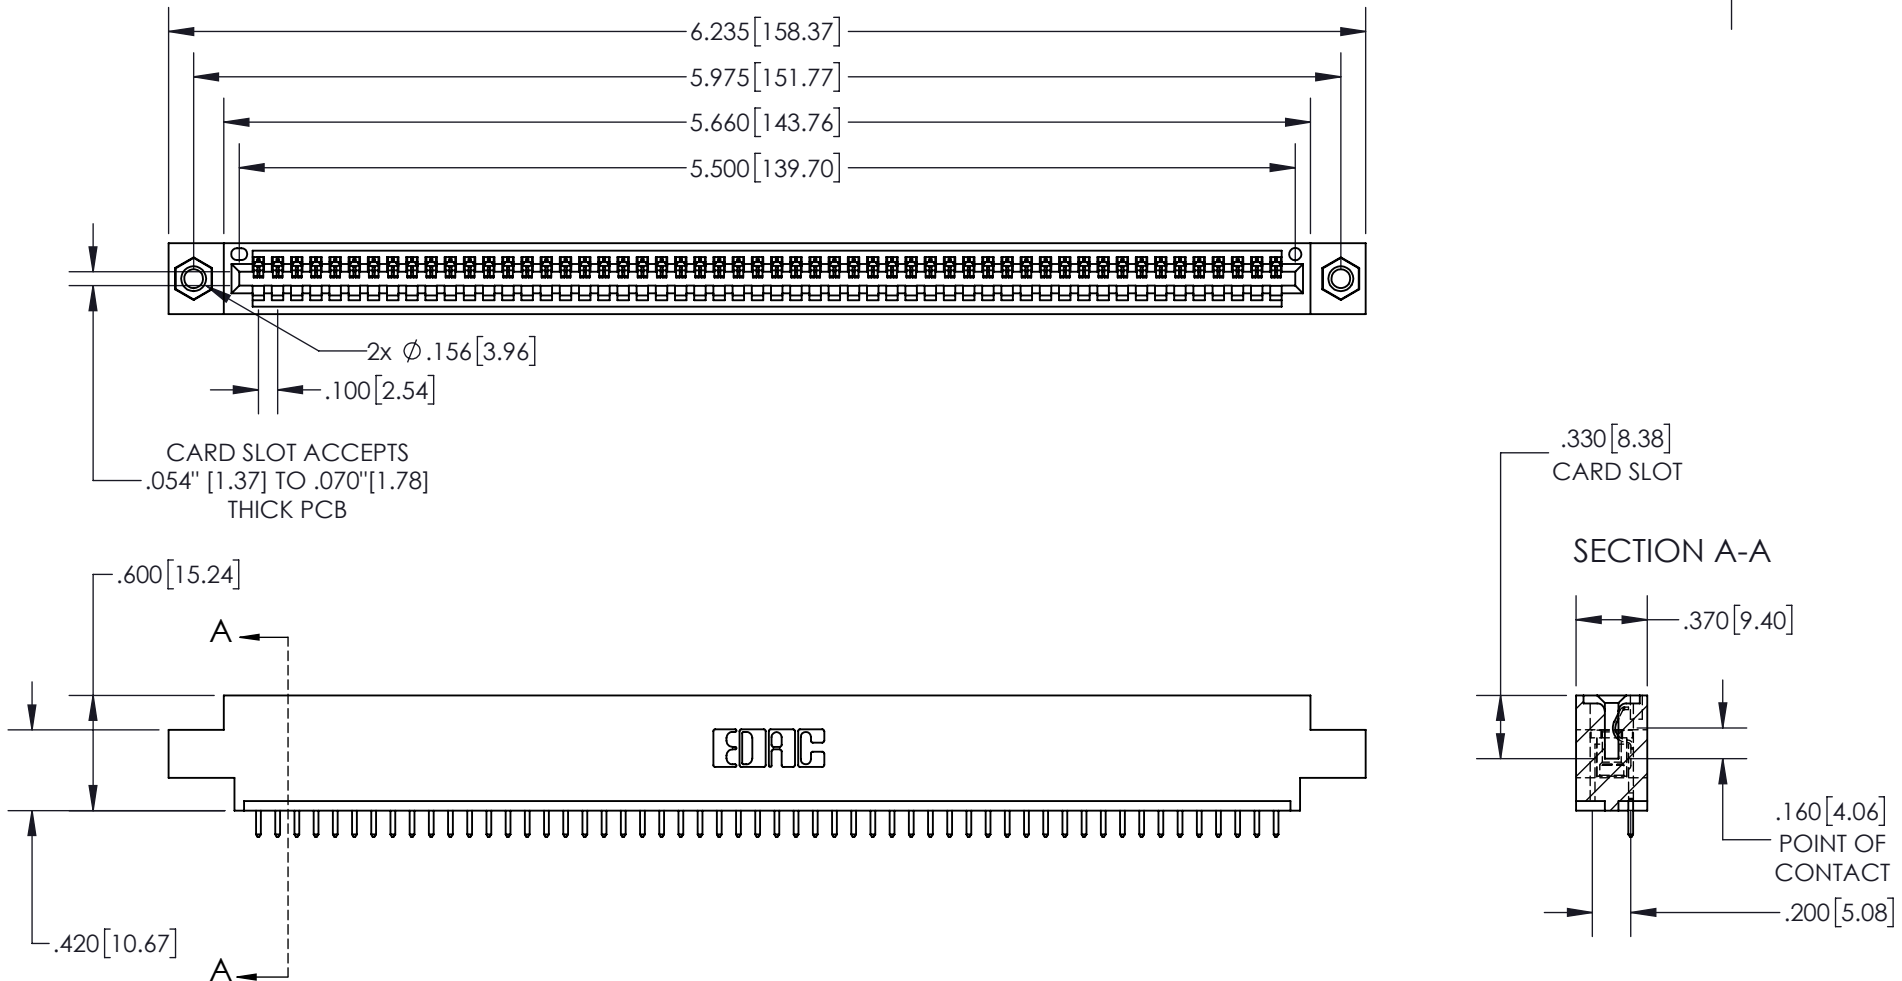 6.235[158.37]
5.975[151.77]
5.660[143.76]
5.500[139.70]
2x Ø.156[3.96]
.100[2.54]
CARD SLOT ACCEPTS
.054" [1.37] TO .070"[1.78]
THICK PCB
.330[8.38]
CARD SLOT
SECTION A-A
.600[15.24]
.370[9.40]
A
EDAC
.160[4.06]
POINT OF
CONTACT
.200[5.08]
.420[10.67]
A